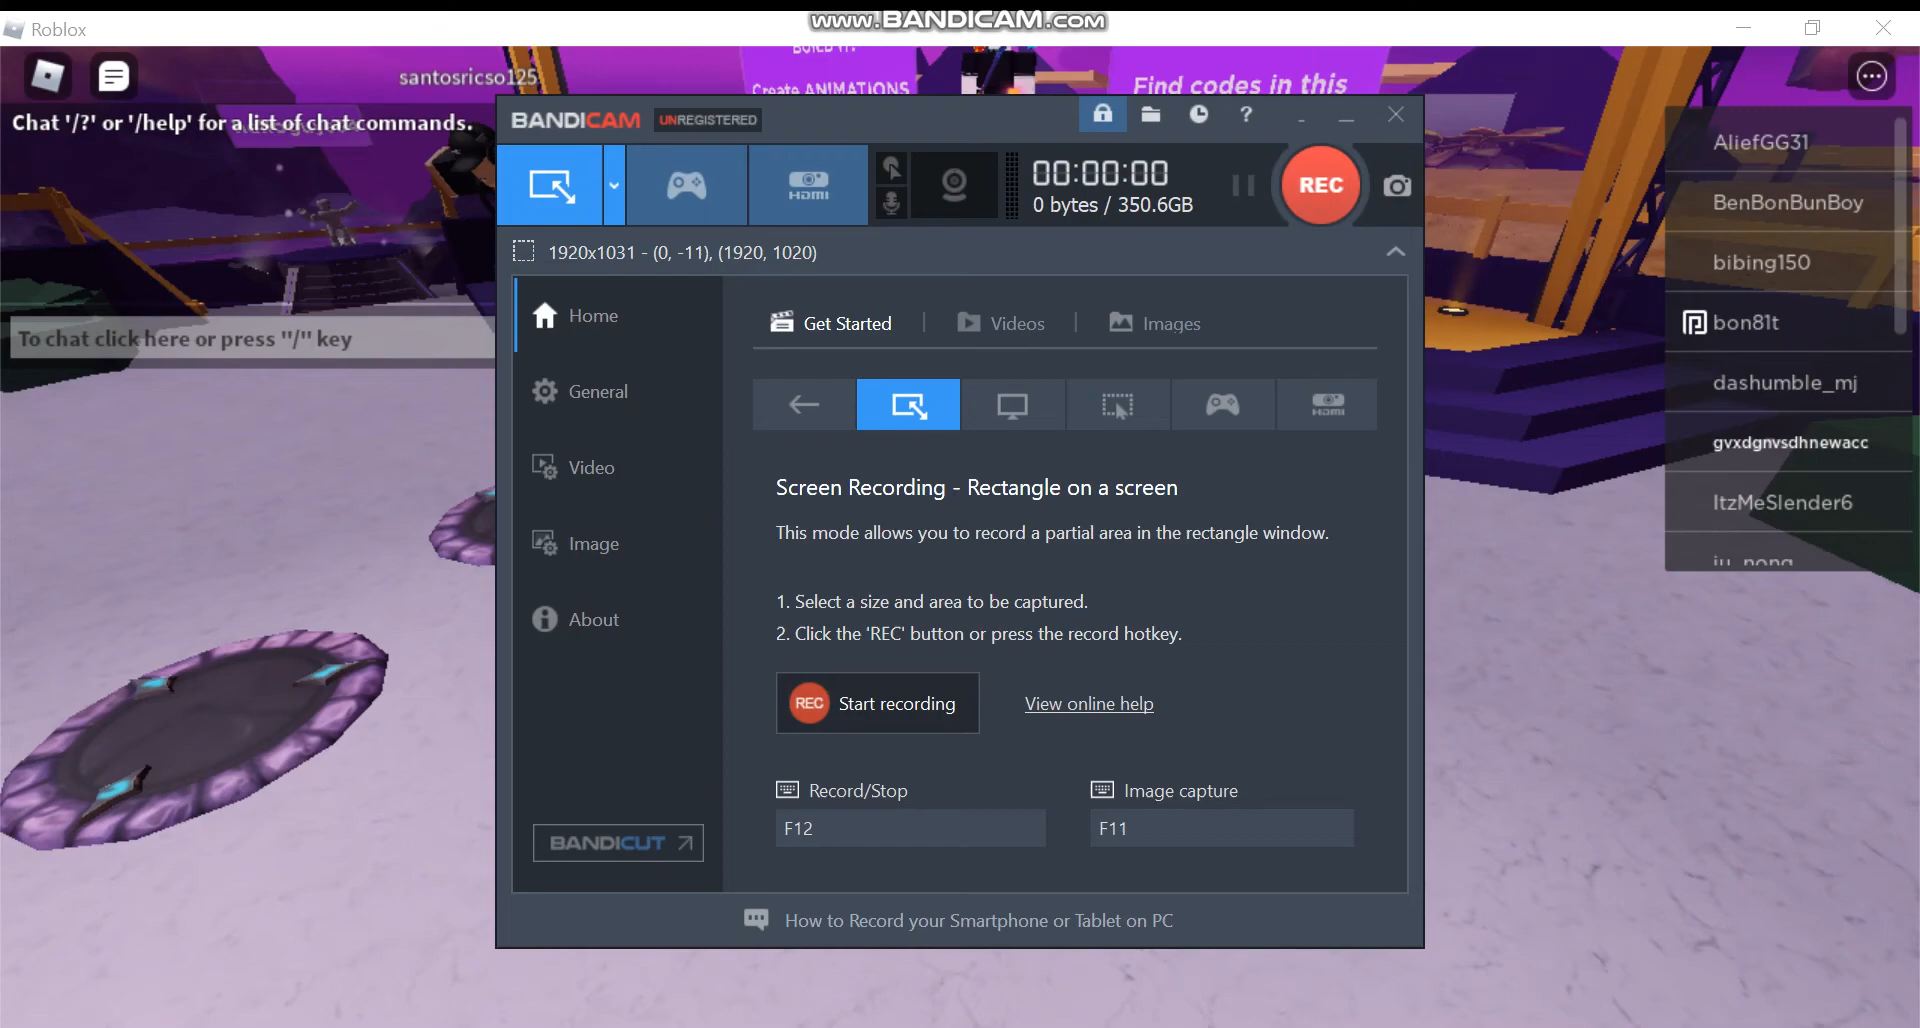 www.BANDICAM.com
Roblox
santosricso125
BUILD IT!
Create ANIMATIONS
Find codes in this
Chat '/?' or '/help' for a list of chat commands.
To chat click here or press "/" key
BANDICAM UNREGISTERED
?
HDMI
00:00:00
0 bytes / 350.6GB
REC
1920x1031 - (0, -11), (1920, 1020)
Home
General
Video
Image
About
BANDICUT
Get Started
Videos
Images
HDMI
Screen Recording - Rectangle on a screen
This mode allows you to record a partial area in the rectangle window.
1. Select a size and area to be captured.
2. Click the 'REC' button or press the record hotkey.
REC Start recording
View online help
Record/Stop
F12
Image capture
F11
How to Record your Smartphone or Tablet on PC
AliefGG31
BenBonBunBoy
bibing150
bon81t
dashumble_mj
gvxdgnvsdhnewacc
ItzMeSlender6